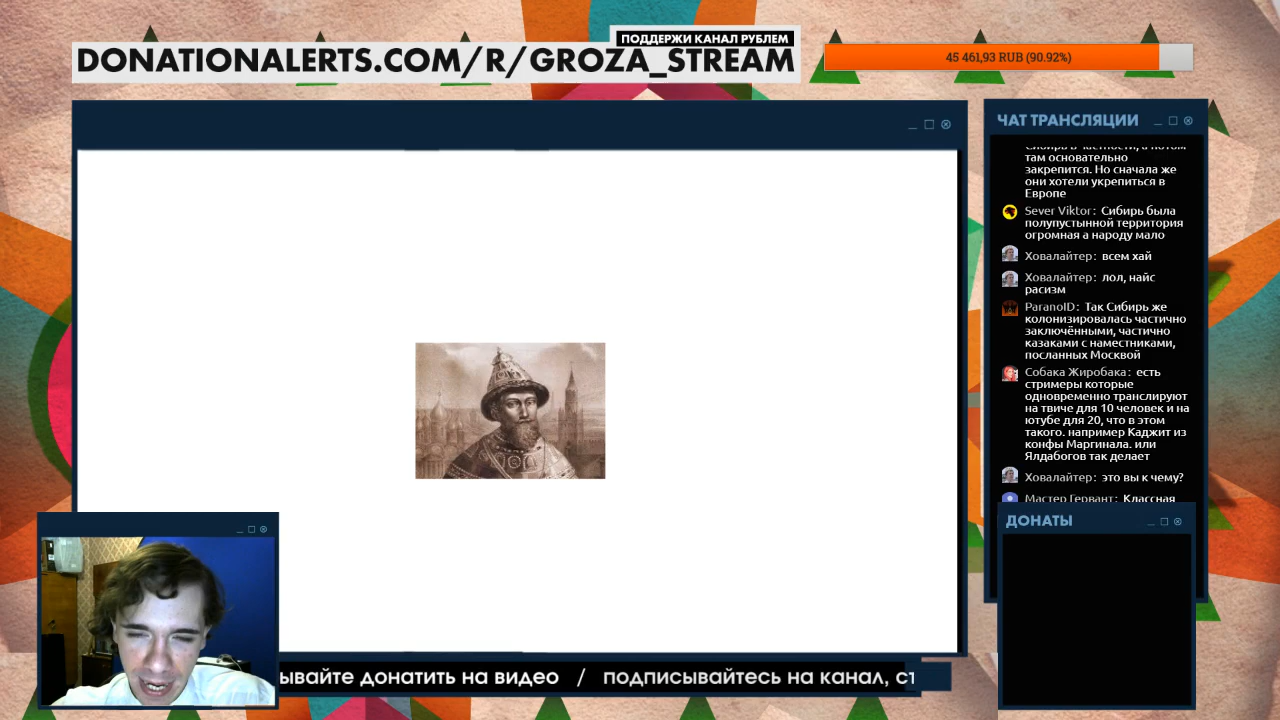 ПОДДЕРЖИ КАНАЛ РУБЛЕМ
DONATIONALERTS.COM/R/GROZA_STREAM
45 461,93 RUB (90.92%)
ЧАТ ТРАНСЛЯЦИИ
Сибирь в частности, а потом
там основательно
закрепится. Но сначала же
они хотели укрепиться в
Европе
Sever Viktor: Сибирь была
полупустынной территория
огромная а народу мало
Ховалайтер: всем хай
Ховалайтер: лол, найс
расизм
ParanoID: Так Сибирь же
колонизировалась частично
заключёнными, частично
казаками с наместниками,
посланных Москвой
Собака Жиробака: есть
стримеры которые
одновременно транслируют
на твиче для 10 человек и на
ютубе для 20, что в этом
такого. например Каджит из
конфы Маргинала. или
Ялдабогов так делает
Ховалайтер: это вы к чему?
Мастер Гервант: Классная
ДОНАТЫ
ывайте донатить на видео / подписывайтесь на канал, ст